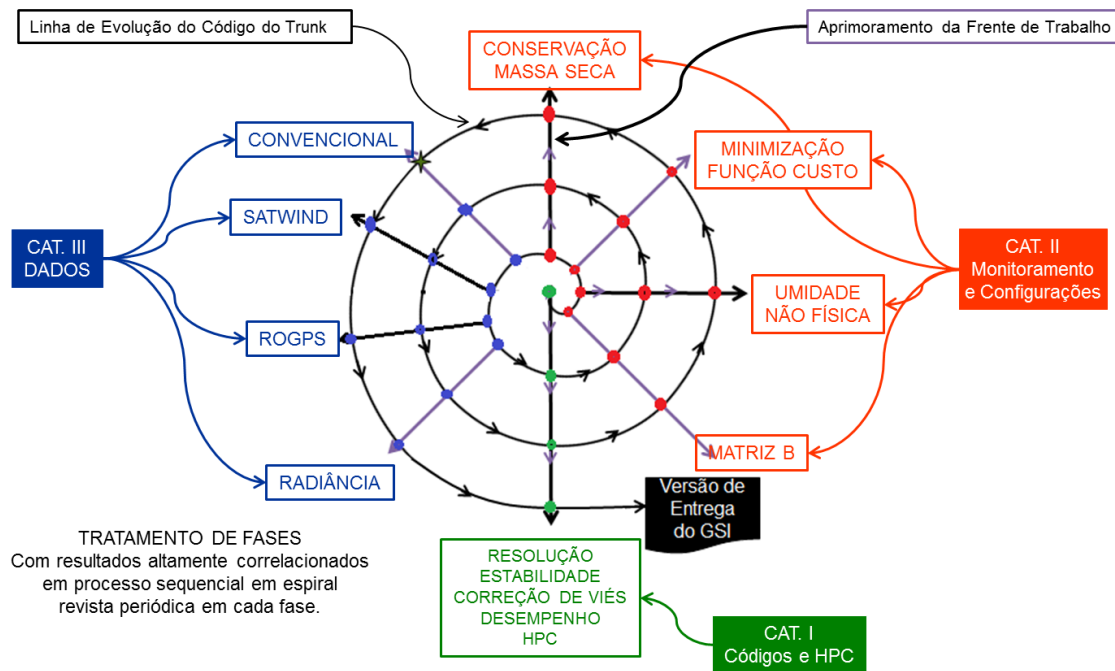 Linha de Evolução do Código do Trunk
CONSERVAÇÃO
MASSA SECA
Aprimoramento da Frente de Trabalho
CONVENCIONAL
MINIMIZAÇÃO
FUNÇÃO CUSTO
SATWIND
CAT. III
DADOS
CAT. II
Monitoramento
e Configurações
UMIDADE
NÃO FÍSICA
ROGPS
MATRIZ B
RADIÂNCIA
Versão de
Entrega
do GSI
TRATAMENTO DE FASES
Com resultados altamente correlacionados
em processo sequencial em espiral
revista periódica em cada fase.
RESOLUÇÃO
ESTABILIDADE
CORREÇÃO DE VIÉS
DESEMPENHO
HPC
CAT. I
Códigos e HPC